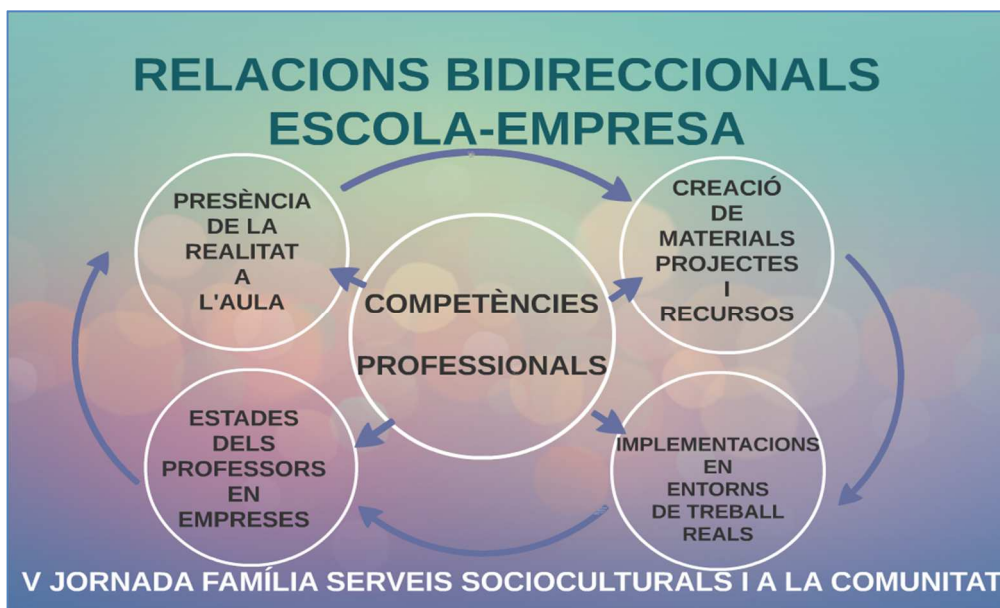 RELACIONS BIDIRECCIONALS
ESCOLA-EMPRESA
PRESÈNCIA
DE LA
REALITAT
A
L'AULA
CREACIÓ
DE
MATERIALS
PROJECTES
I
RECURSOS
COMPETÈNCIES
PROFESSIONALS
ESTADES
DELS
PROFESSORS
EN
EMPRESES
IMPLEMENTACIONS
EN
ENTORNS
DE TREBALL
REALS
V JORNADA FAMÍLIA SERVEIS SOCIOCULTURALS I A LA COMUNITAT